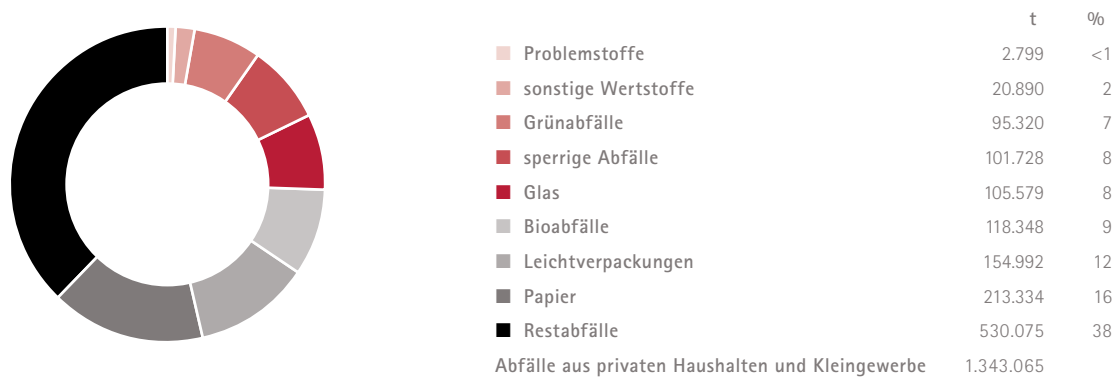 t %
Problemstoffe 2.799 <1
sonstige Wertstoffe 20.890 2
Grünabfälle 95.320 7
sperrige Abfälle 101.728 8
Glas 105.579 8
Bioabfälle 118.348 9
Leichtverpackungen 154.992 12
Papier 213.334 16
Restabfälle 530.075 38
Abfälle aus privaten Haushalten und Kleingewerbe 1.343.065